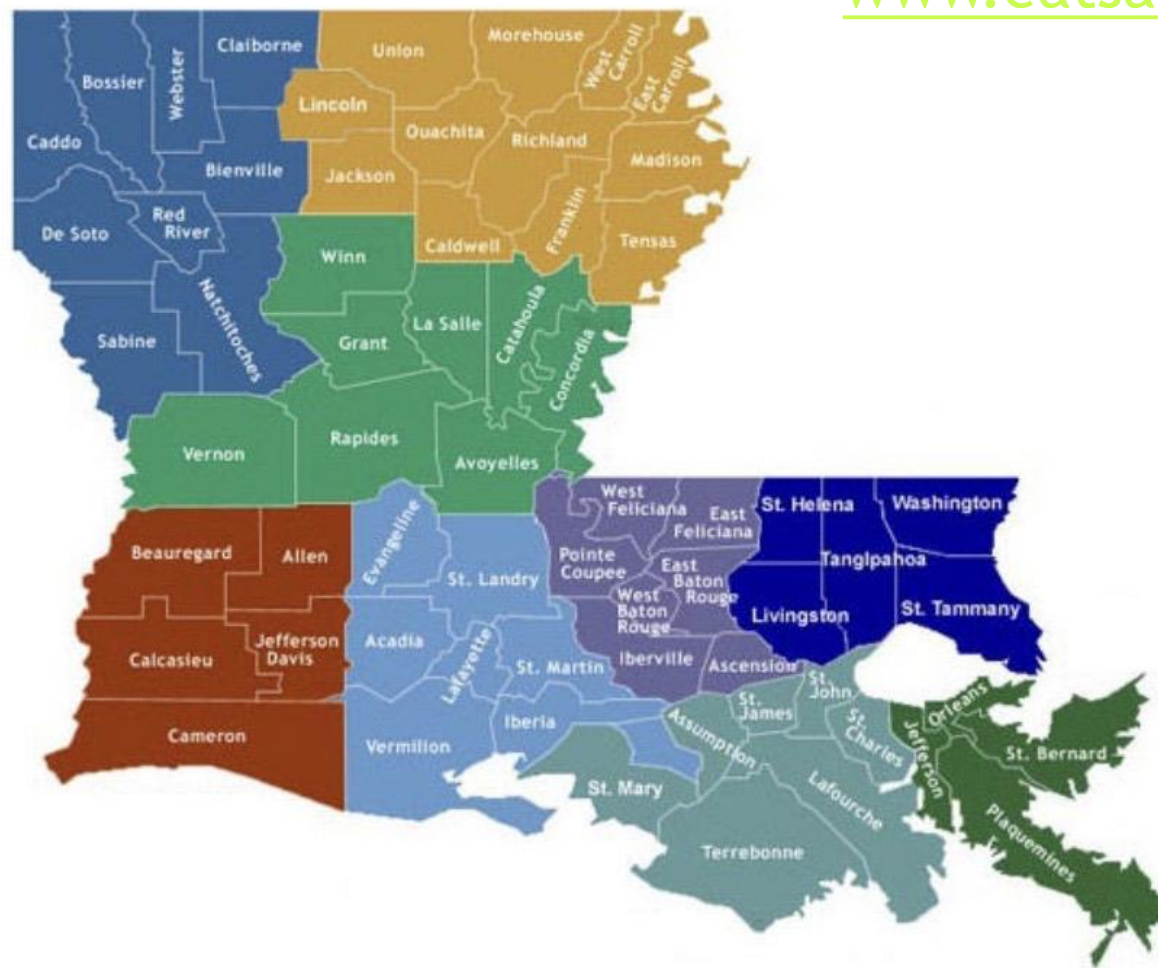 www.eatsa
Claiborne
Union
Morehouse
West
Carroll
East
Carroll
Webster
Bossier
Caddo
Lincoln
Ouachita
Richland
Madison
Bienville
Jackson
Red
River
De Soto
Franklin
Tensas
Caldwell
Winn
Natchitoches
La Salle
Catahoula
Concordia
Sabine
Grant
Vernon
Rapides
Avoyelles
West
Feliciana
East
Feliciana
St. Helena
Washington
Beauregard
Allen
Evangeline
St. Landry
Pointe
Coupee
East
Baton
Rouge
West
Baton
Rouge
Tanglpahoa
Livingston
St. Tammany
Calcasieu
Jefferson
Davis
Acadia
Lafayette
St. Martin
Iberville
Ascension
St.
John
Cameron
Vermilion
Iberia
Assumption
St.
James
St.
Charles
Jefferson
Orleans
St. Bernard
St. Mary
Lafourche
Plaquemines
Terrebonne